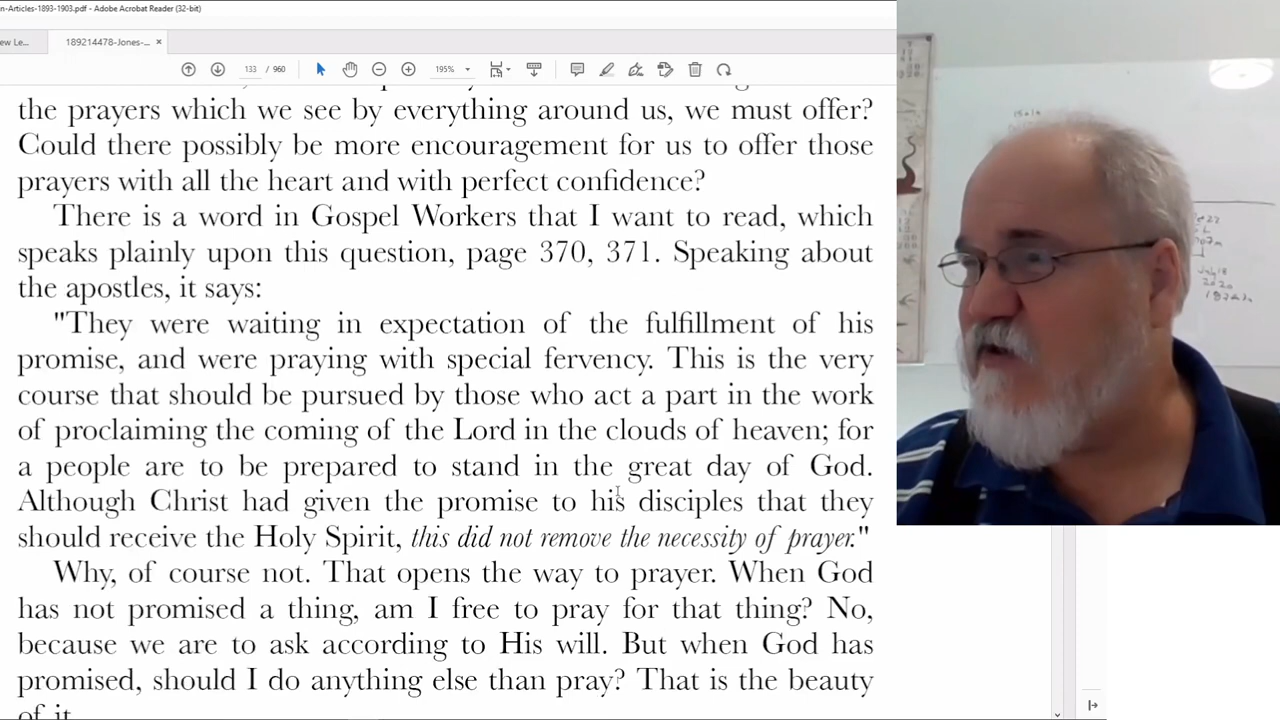 n-Articles-1893-1903.pdf - Adobe Acrobat Reader (32-bit)
ew Le...
189214478-Jones-...
133 / 960
195%
the prayers which we see by everything around us, we must offer?
Could there possibly be more encouragement for us to offer those
prayers with all the heart and with perfect confidence?
There is a word in Gospel Workers that I want to read, which
speaks plainly upon this question, page 370, 371. Speaking about
the apostles, it says:
"They were waiting in expectation of the fulfillment of his
promise, and were praying with special fervency. This is the very
course that should be pursued by those who act a part in the work
of proclaiming the coming of the Lord in the clouds of heaven; for
a people are to be prepared to stand in the great day of God.
Although Christ had given the promise to his disciples that they
should receive the Holy Spirit, this did not remove the necessity of prayer."
Why, of course not. That opens the way to prayer. When God
has not promised a thing, am I free to pray for that thing? No,
because we are to ask according to His will. But when God has
promised, should I do anything else than pray? That is the beauty
of it
July 18
2020